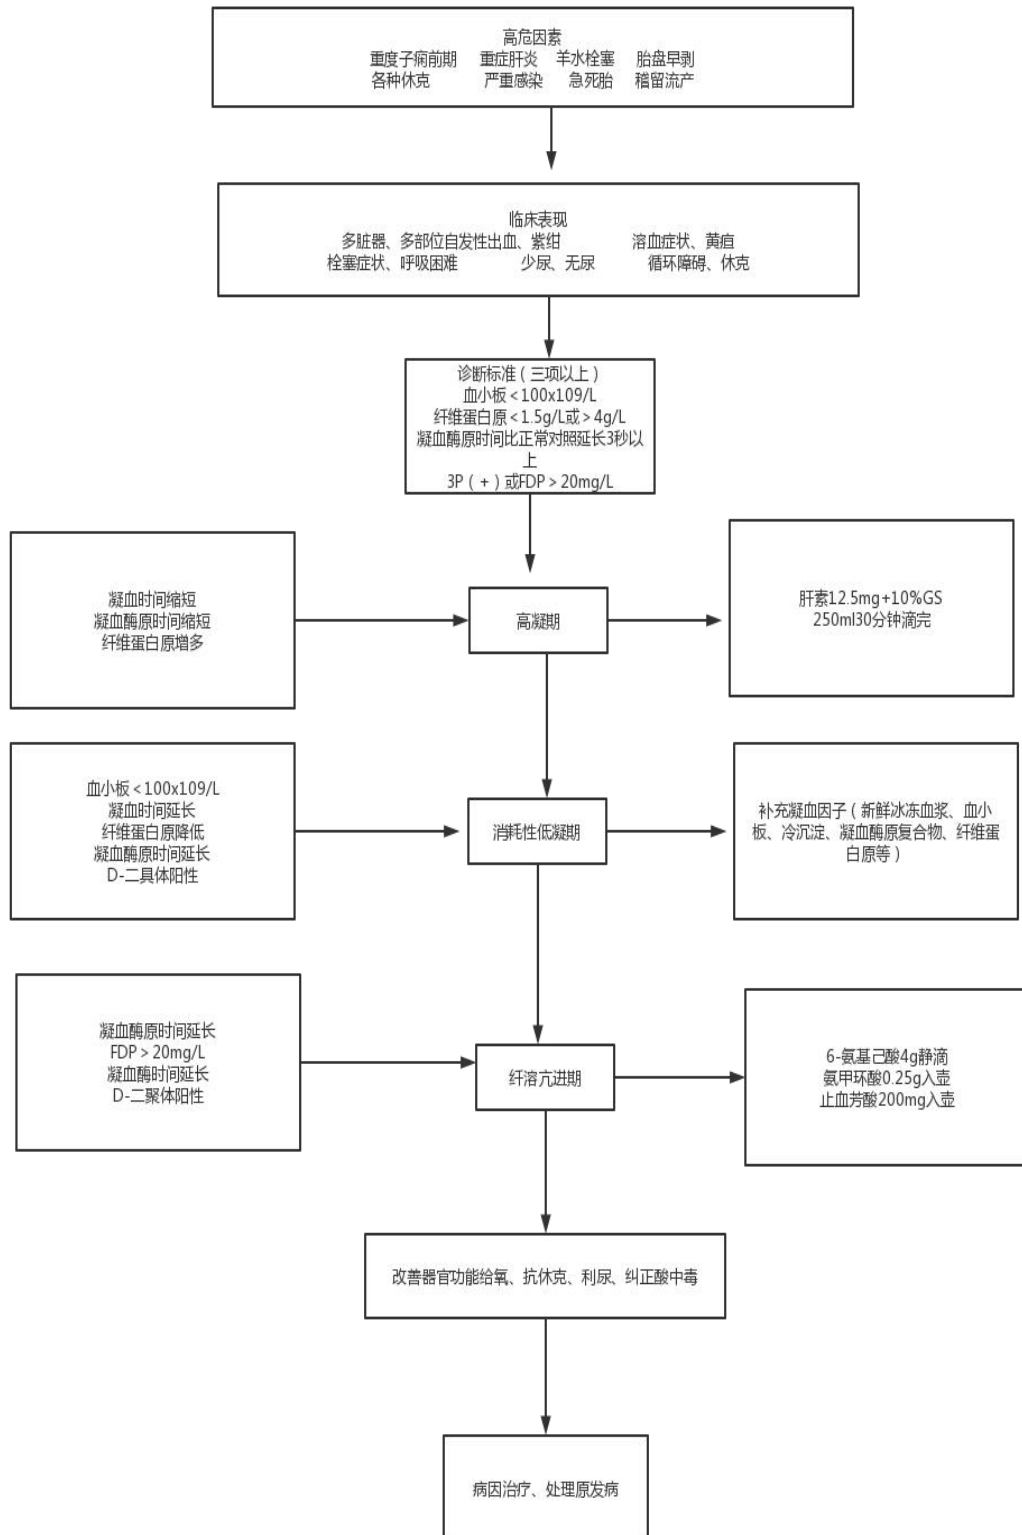 高危因素
重度子痫前期 重症肝炎 羊水栓塞 胎盘早剥
各种休克 严重感染 急死胎 稽留流产
临床表现
多脏器、多部位自发性出血、紫绀 溶血症状、黄疸
栓塞症状、呼吸困难 少尿、无尿 循环障碍、休克
诊断标准（三项以上）
血小板＜100x109/L
纤维蛋白原＜1.5g/L或＞4g/L
凝血酶原时间比正常对照延长3秒以
上
3P（+）或FDP＞20mg/L
凝血时间缩短
凝血酶原时间缩短
纤维蛋白原增多
高凝期
肝素12.5mg+10%GS
250ml30分钟滴完
血小板＜100x109/L
凝血时间延长
纤维蛋白原降低
凝血酶原时间延长
D-二具体阳性
消耗性低凝期
补充凝血因子（新鲜冰冻血浆、血小
板、冷沉淀、凝血酶原复合物、纤维蛋
白原等）
凝血酶原时间延长
FDP＞20mg/L
凝血酶时间延长
D-二聚体阳性
纤溶亢进期
6-氨基己酸4g静滴
氨甲环酸0.25g入壶
止血芳酸200mg入壶
改善器官功能给氧、抗休克、利尿、纠正酸中毒
病因治疗、处理原发病